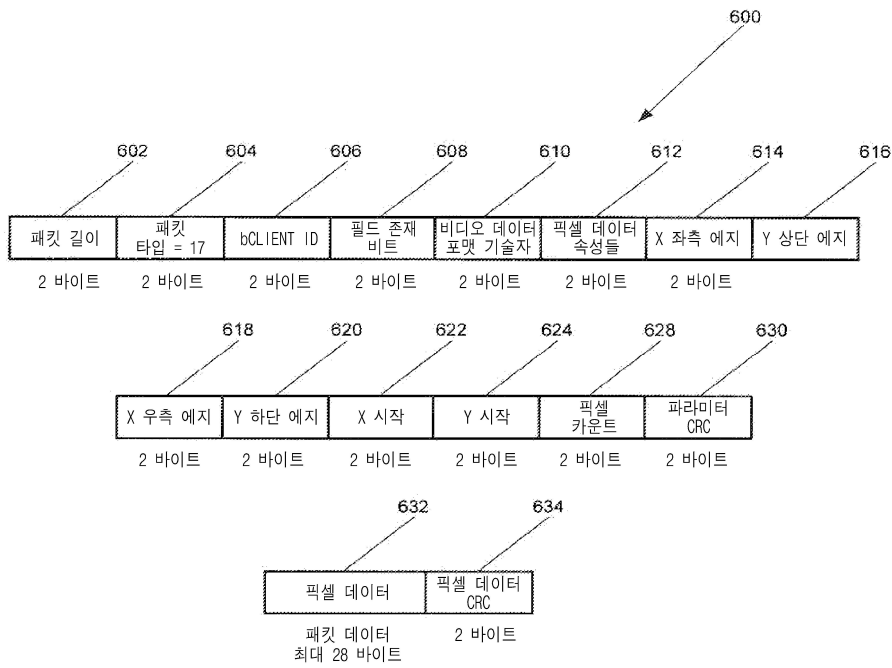 600
602 604 606 608 610 612 614 616
패킷 길이
패킷
타입 = 17
bCLIENT ID
필드 존재
비트
비디오 데이터
포맷 기술자
픽셀 데이터
속성들
X 좌측 에지
Y 상단 에지
2 바이트 2 바이트 2 바이트 2 바이트 2 바이트 2 바이트 2 바이트
618 620 622 624 628 630
X 우측 에지
Y 하단 에지
X 시작
Y 시작
픽셀
카운트
파라미터
CRC
2 바이트 2 바이트 2 바이트 2 바이트 2 바이트 2 바이트
632 634
픽셀 데이터
픽셀 데이터
CRC
패킷 데이터
최대 28 바이트
2 바이트